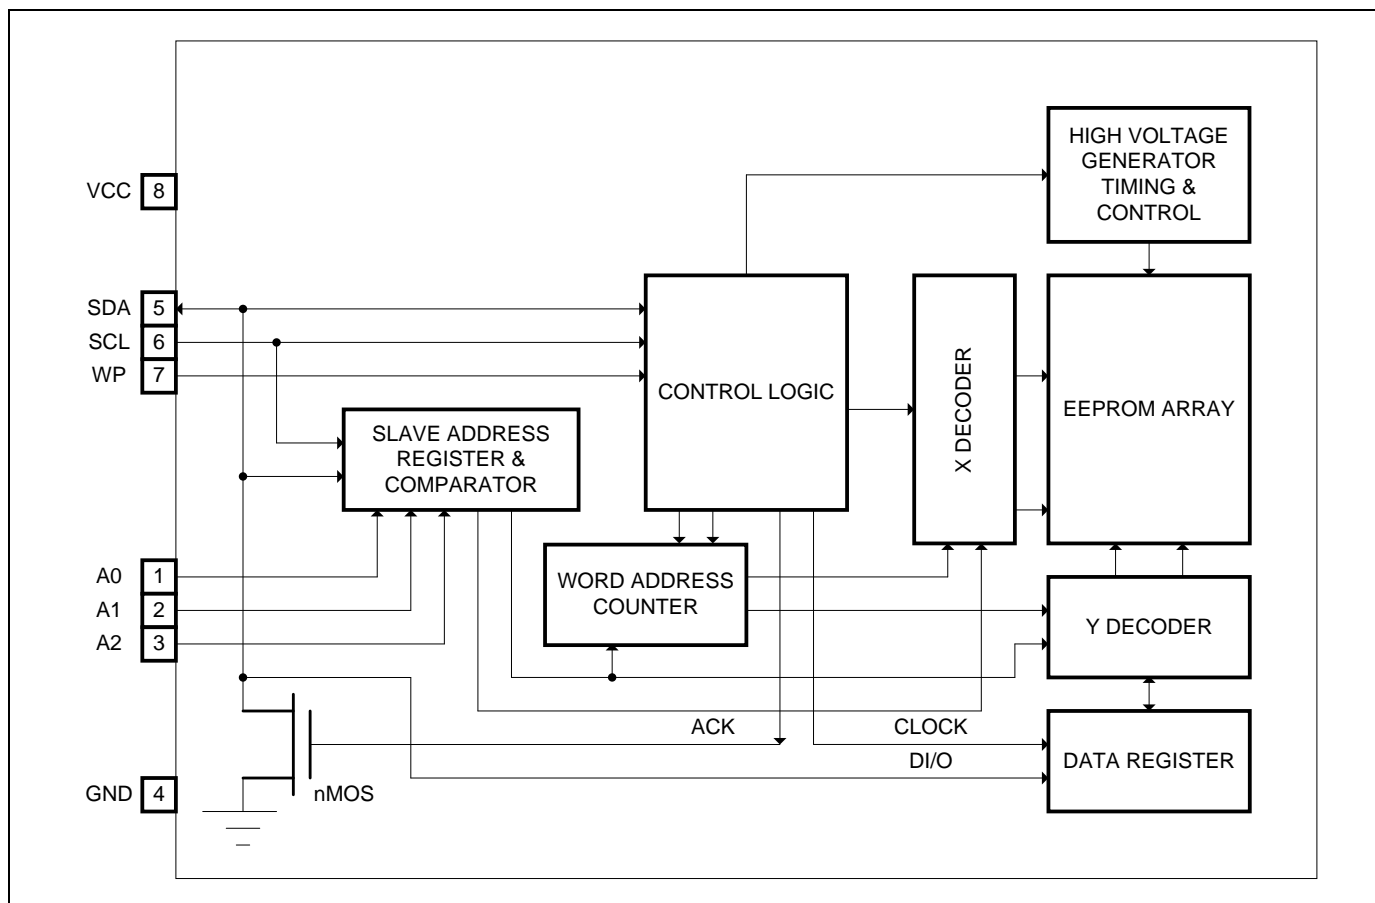 HIGH VOLTAGE
GENERATOR
TIMING &
CONTROL
VCC 8
SDA 5
SCL 6
WP 7
CONTROL LOGIC
X DECODER
EEPROM ARRAY
SLAVE ADDRESS
REGISTER &
COMPARATOR
A0 1
A1 2
A2 3
WORD ADDRESS
COUNTER
Y DECODER
ACK
CLOCK
DI/O
DATA REGISTER
GND 4
nMOS